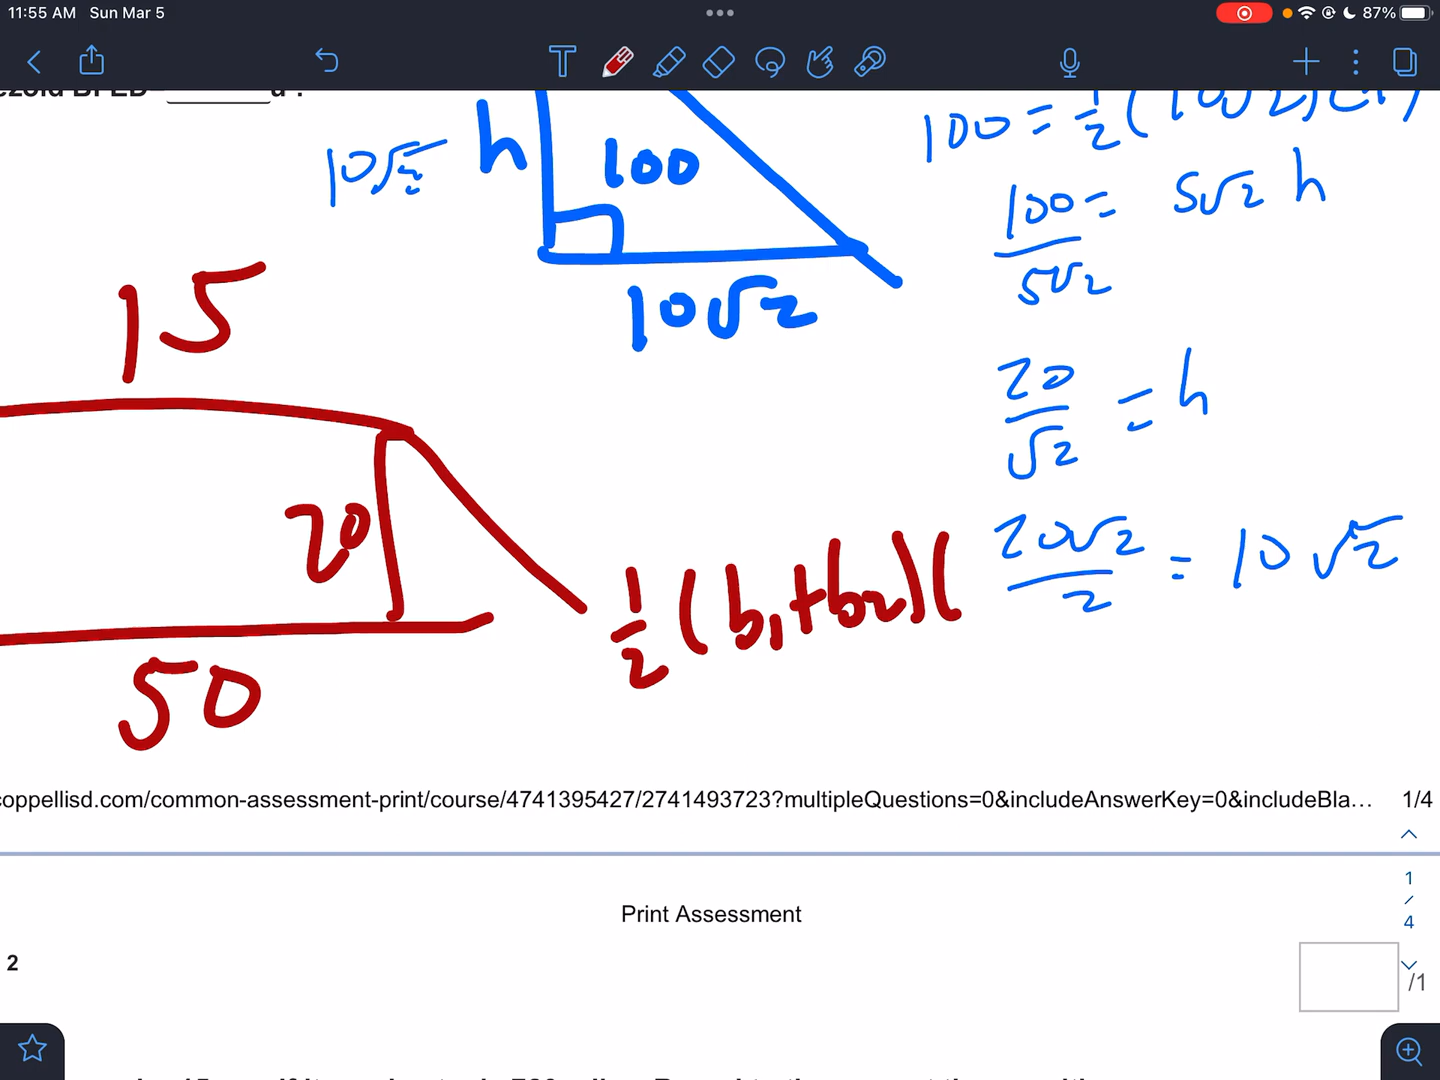 11:55 AM Sun Mar 5
87%
T
BFED
100 = 1/2 (10√2)(h)
10√2 h
100
100 = 5√2 h
5√2
10√2
15
20 = h
√2
20
20√2 = 10√2
2
1/2 (b₁+b₂)(
50
coppellisd.com/common-assessment-print/course/4741395427/2741493723?multipleQuestions=0&includeAnswerKey=0&includeBla... 1/4
1
/
4
Print Assessment
2
/1